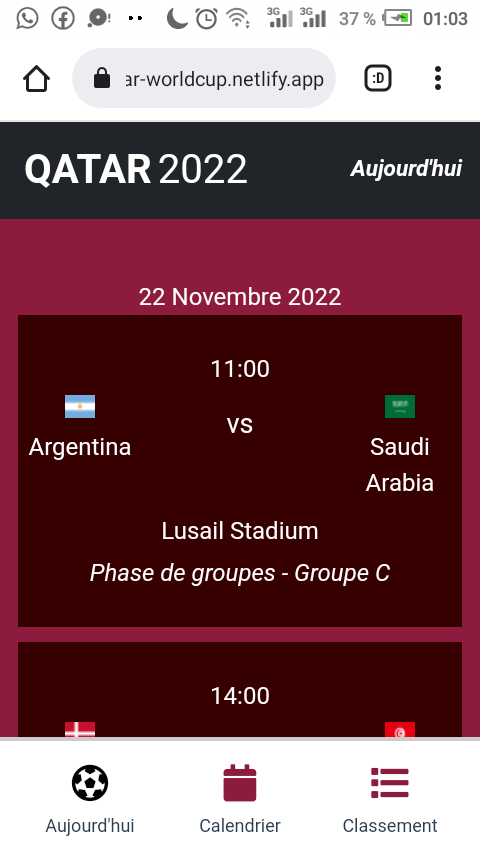 3G 3G 37 % 01:03
ar-worldcup.netlify.app :D
QATAR 2022 Aujourd'hui
22 Novembre 2022
11:00
vs
Argentina Saudi
Arabia
Lusail Stadium
Phase de groupes - Groupe C
14:00
Aujourd'hui Calendrier Classement